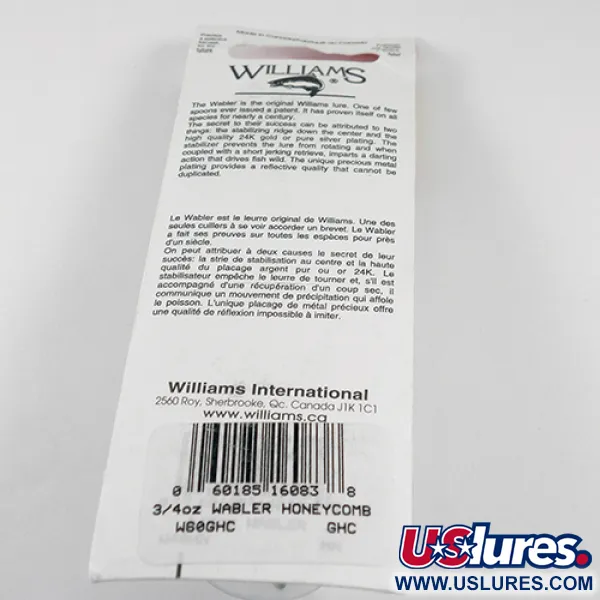 WILLIAMS
®
The Wabler is the original Williams lure. One of few
spoons ever issued a patent. It has proven itself on all
species for nearly a century.
The secret to their success can be attributed to two
things: the stabilizing ridge down the center and the
high quality 24K gold or pure silver plating. The
stabilizer prevents the lure from rotating and when
coupled with a short jerking retrieve, imparts a darting
action that drives fish wild. The unique precious metal
plating provides a reflective quality that cannot be
duplicated.
Le Wabler est le leurre original de Williams. Une des
seules cuillers à se voir accorder un brevet. Le Wabler
a fait ses preuves sur toutes les espèces pour près
d'un siècle.
On peut attribuer à deux causes le secret de leur
succès: la strie de stabilisation au centre et la haute
qualité du placage argent pur ou or 24K. Le
stabilisateur empêche le leurre de tourner et, s'il est
accompagné d'une récupération d'un coup sec, il
communique un mouvement de précipitation qui affole
le poisson. L'unique placage de métal précieux offre
une qualité de réflexion impossible à imiter.
Williams International
2560 Roy, Sherbrooke, Qc. Canada J1K 1C1
www.williams.ca
0 60185 16083 8
3/4oz WABLER HONEYCOMB
W60GHC GHC
USlures.
WWW.USLURES.COM